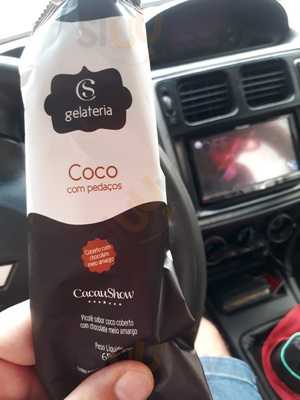 CS
gelateria
Coco
com pedaços
Coberto com
chocolate
meio amargo
CacauShow
Picolé sabor coco coberto
com chocolate meio amargo
Peso Líquido